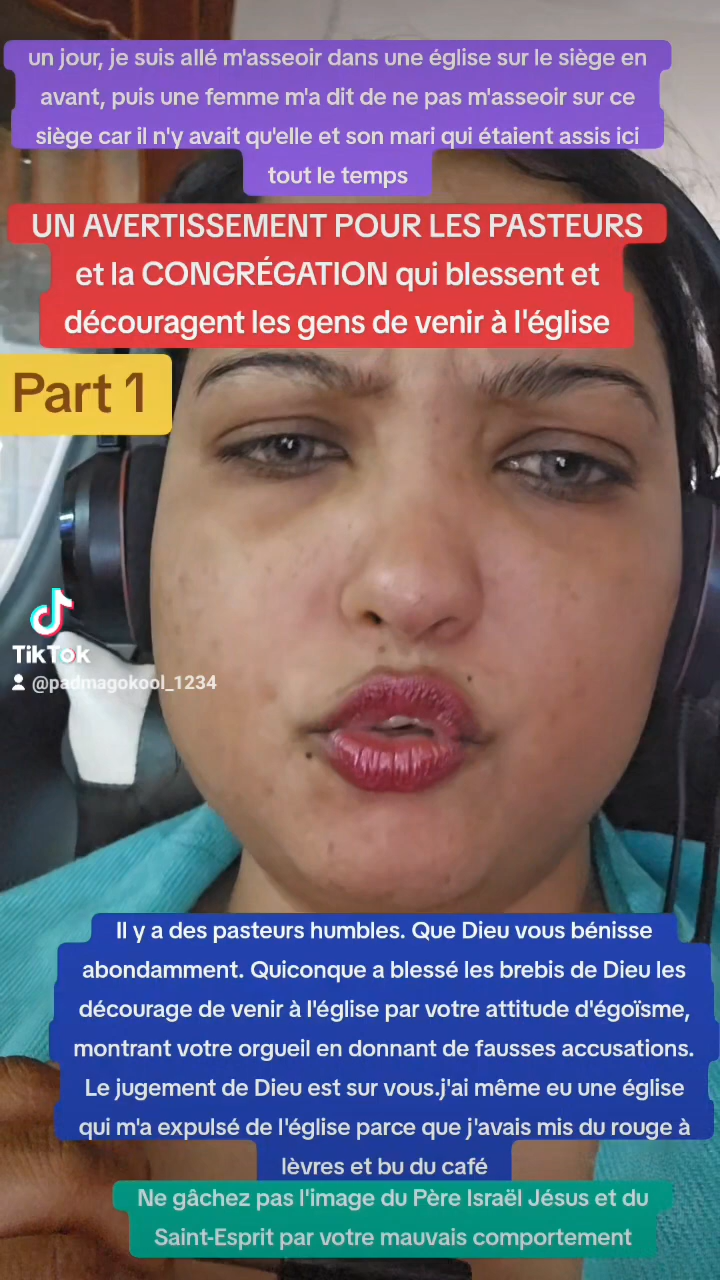 un jour, je suis allé m'asseoir dans une église sur le siège en
avant, puis une femme m'a dit de ne pas m'asseoir sur ce
siège car il n'y avait qu'elle et son mari qui étaient assis ici
tout le temps
UN AVERTISSEMENT POUR LES PASTEURS
et la CONGRÉGATION qui blessent et
découragent les gens de venir à l'église
Part 1
TikTok
@padmagokool_1234
Il y a des pasteurs humbles. Que Dieu vous bénisse
abondamment. Quiconque a blessé les brebis de Dieu les
décourage de venir à l'église par votre attitude d'égoïsme,
montrant votre orgueil en donnant de fausses accusations.
Le jugement de Dieu est sur vous.j'ai même eu une église
qui m'a expulsé de l'église parce que j'avais mis du rouge à
lèvres et bu du café
Ne gâchez pas l'image du Père Israël Jésus et du
Saint-Esprit par votre mauvais comportement